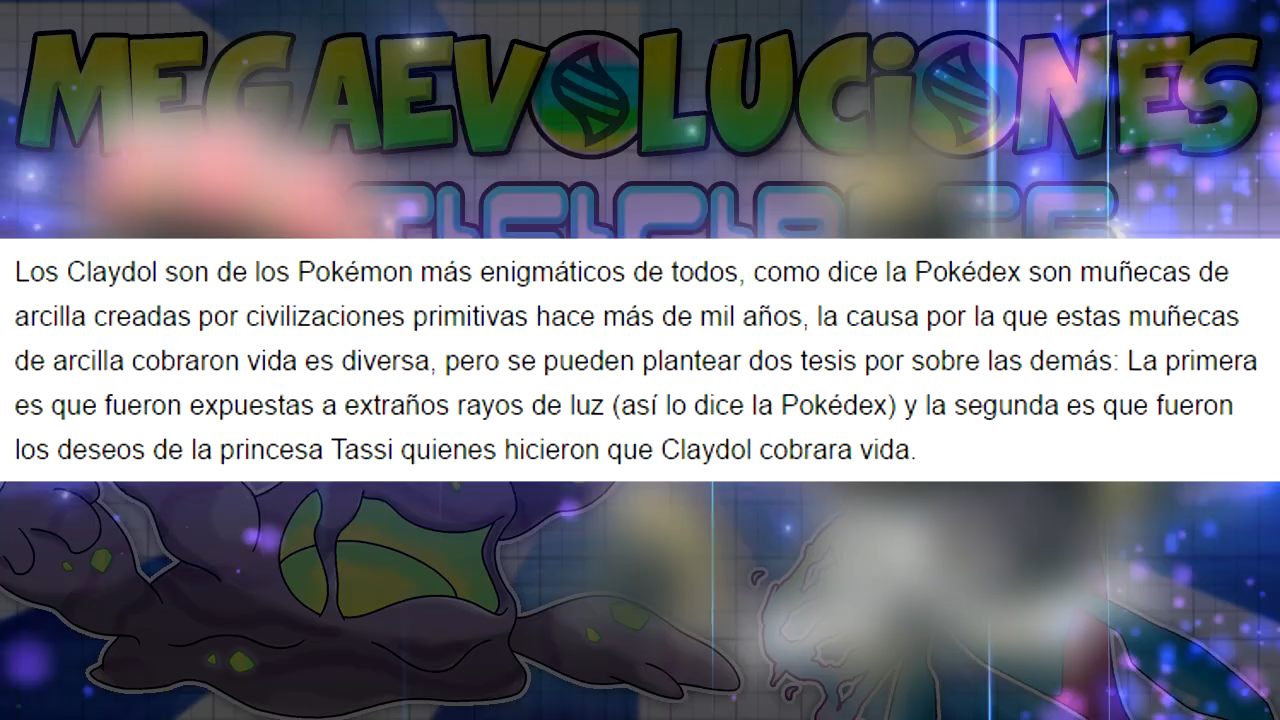 MEGAEVOLUCiONES
Los Claydol son de los Pokémon más enigmáticos de todos, como dice la Pokédex son muñecas de
arcilla creadas por civilizaciones primitivas hace más de mil años, la causa por la que estas muñecas
de arcilla cobraron vida es diversa, pero se pueden plantear dos tesis por sobre las demás: La primera
es que fueron expuestas a extraños rayos de luz (así lo dice la Pokédex) y la segunda es que fueron
los deseos de la princesa Tassi quienes hicieron que Claydol cobrara vida.